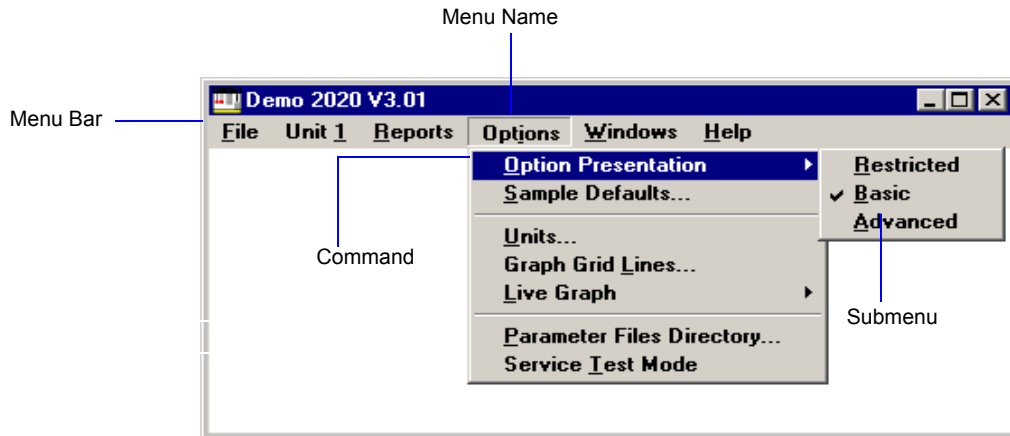 Menu Name
Demo 2020 V3.01
Menu Bar
File Unit 1 Reports Options Windows Help
Option Presentation
Sample Defaults...
Units...
Graph Grid Lines...
Live Graph
Parameter Files Directory...
Service Test Mode
Restricted
Basic
Advanced
Command
Submenu